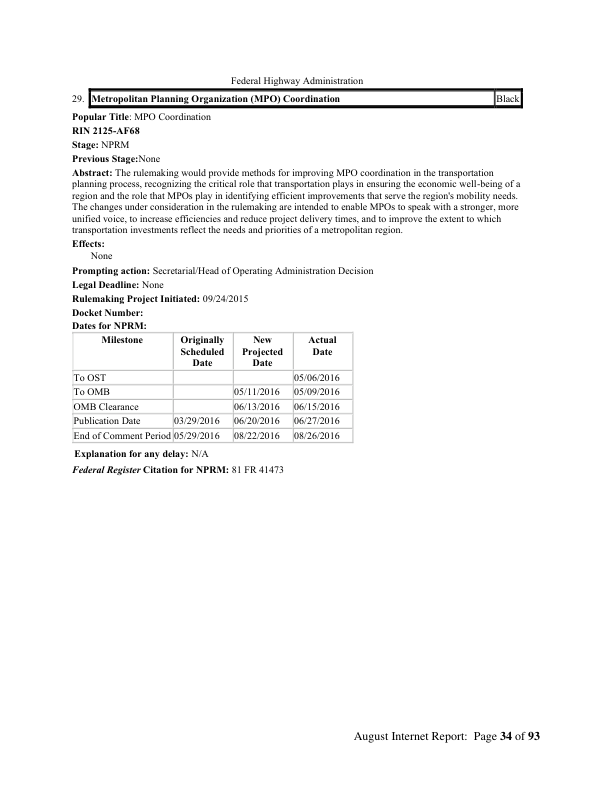 Federal Highway Administration
29. Metropolitan Planning Organization (MPO) Coordination Black
Popular Title: MPO Coordination
RIN 2125-AF68
Stage: NPRM
Previous Stage:None
Abstract: The rulemaking would provide methods for improving MPO coordination in the transportation
planning process, recognizing the critical role that transportation plays in ensuring the economic well-being of a
region and the role that MPOs play in identifying efficient improvements that serve the region's mobility needs.
The changes under consideration in the rulemaking are intended to enable MPOs to speak with a stronger, more
unified voice, to increase efficiencies and reduce project delivery times, and to improve the extent to which
transportation investments reflect the needs and priorities of a metropolitan region.
Effects:
None
Prompting action: Secretarial/Head of Operating Administration Decision
Legal Deadline: None
Rulemaking Project Initiated: 09/24/2015
Docket Number:
Dates for NPRM:
Milestone Originally New Actual
Scheduled Projected Date
Date Date
To OST 05/06/2016
To OMB 05/11/2016 05/09/2016
OMB Clearance 06/13/2016 06/15/2016
Publication Date 03/29/2016 06/20/2016 06/27/2016
End of Comment Period 05/29/2016 08/22/2016 08/26/2016
Explanation for any delay: N/A
Federal Register Citation for NPRM: 81 FR 41473
August Internet Report: Page 34 of 93